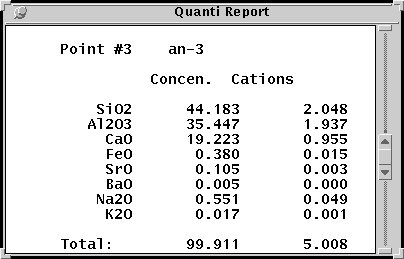 Quanti Report
Point #3 an-3
Concen. Cations
SiO2 44.183 2.048
Al2O3 35.447 1.937
CaO 19.223 0.955
FeO 0.380 0.015
SrO 0.105 0.003
BaO 0.005 0.000
Na2O 0.551 0.049
K2O 0.017 0.001
Total: 99.911 5.008